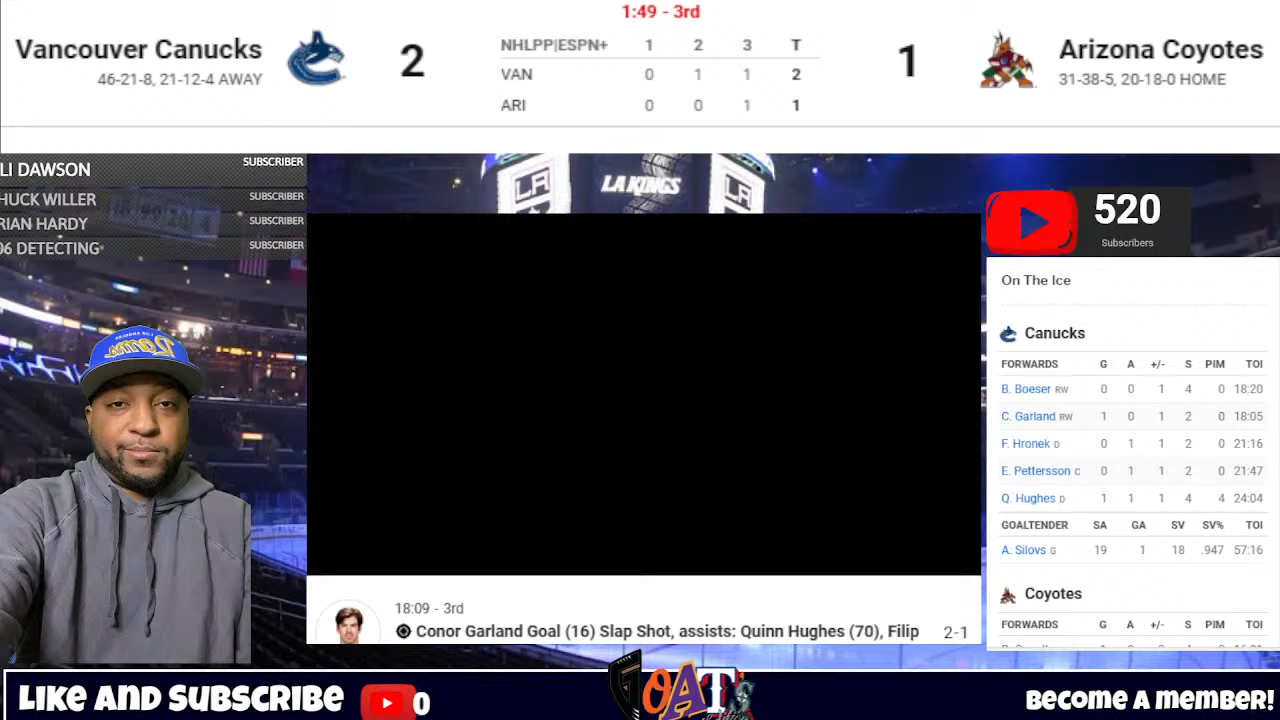 1:49 - 3rd
Vancouver Canucks
46-21-8, 21-12-4 AWAY
2
NHLPP|ESPN+ 1 2 3 T
VAN 0 1 1 2
ARI 0 0 1 1
1
Arizona Coyotes
31-38-5, 20-18-0 HOME
LI DAWSON SUBSCRIBER
HUCK WILLER SUBSCRIBER
RIAN HARDY SUBSCRIBER
06 DETECTING SUBSCRIBER
LA
LA KINGS
LA
520
Subscribers
On The Ice
Canucks
FORWARDS G A +/- S PIM TOI
B. Boeser RW 0 0 1 4 0 18:20
C. Garland RW 1 0 1 2 0 18:05
F. Hronek D 0 1 1 2 0 21:16
E. Pettersson C 0 1 1 2 0 21:47
Q. Hughes D 1 1 1 4 4 24:04
GOALTENDER SA GA SV SV% TOI
A. Silovs G 19 1 18 .947 57:16
Coyotes
FORWARDS G A +/- S PIM TOI
18:09 - 3rd
Conor Garland Goal (16) Slap Shot, assists: Quinn Hughes (70), Filip 2-1
LIKE AND SUBSCRIBE
0
GOAT
BECOME A MEMBER!